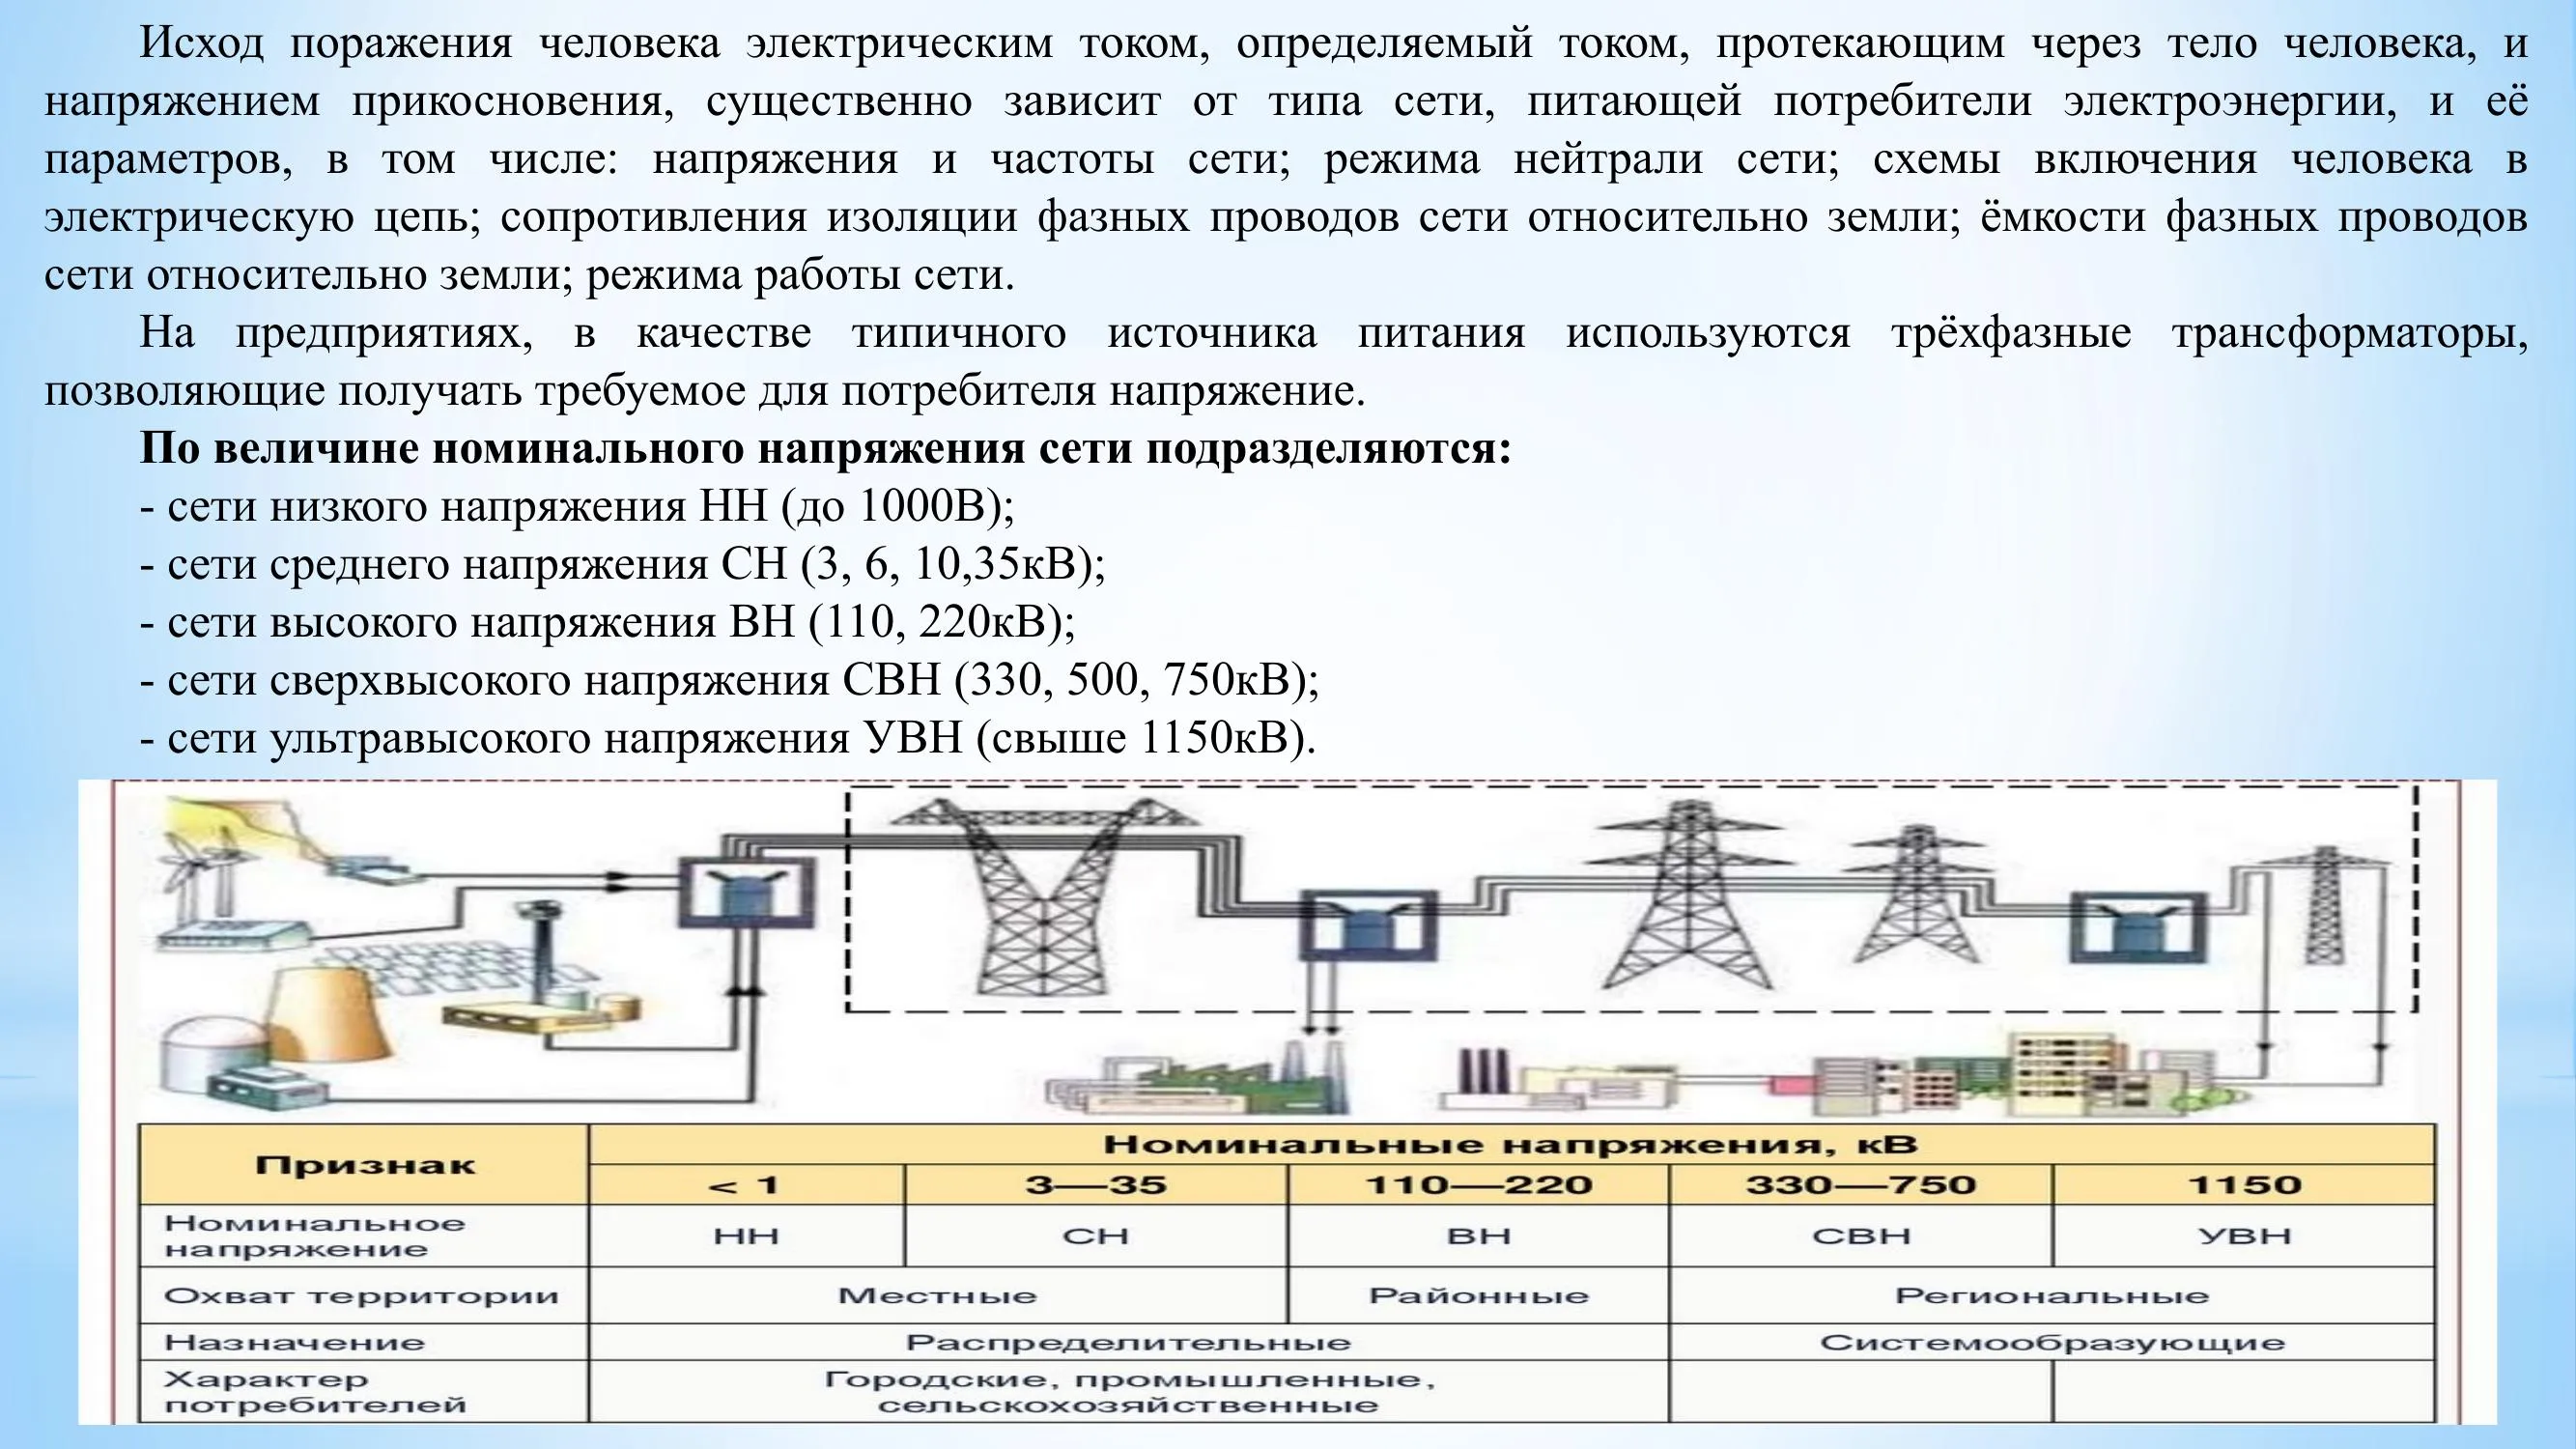 Исход поражения человека электрическим током, определяемый током, протекающим через тело человека, и
напряжением прикосновения, существенно зависит от типа сети, питающей потребители электроэнергии, и её
параметров, в том числе: напряжения и частоты сети; режима нейтрали сети; схемы включения человека в
электрическую цепь; сопротивления изоляции фазных проводов сети относительно земли; ёмкости фазных проводов
сети относительно земли; режима работы сети.
На предприятиях, в качестве типичного источника питания используются трёхфазные трансформаторы,
позволяющие получать требуемое для потребителя напряжение.
По величине номинального напряжения сети подразделяются:
- сети низкого напряжения НН (до 1000В);
- сети среднего напряжения СН (3, 6, 10,35кВ);
- сети высокого напряжения ВН (110, 220кВ);
- сети сверхвысокого напряжения СВН (330, 500, 750кВ);
- сети ультравысокого напряжения УВН (свыше 1150кВ).
Признак
Номинальные напряжения, кВ
< 1 3—35 110—220 330—750 1150
Номинальное
напряжение
НН СН ВН СВН УВН
Охват территории Местные Районные Региональные
Назначение Распределительные Системообразующие
Характер
потребителей
Городские, промышленные,
сельскохозяйственные